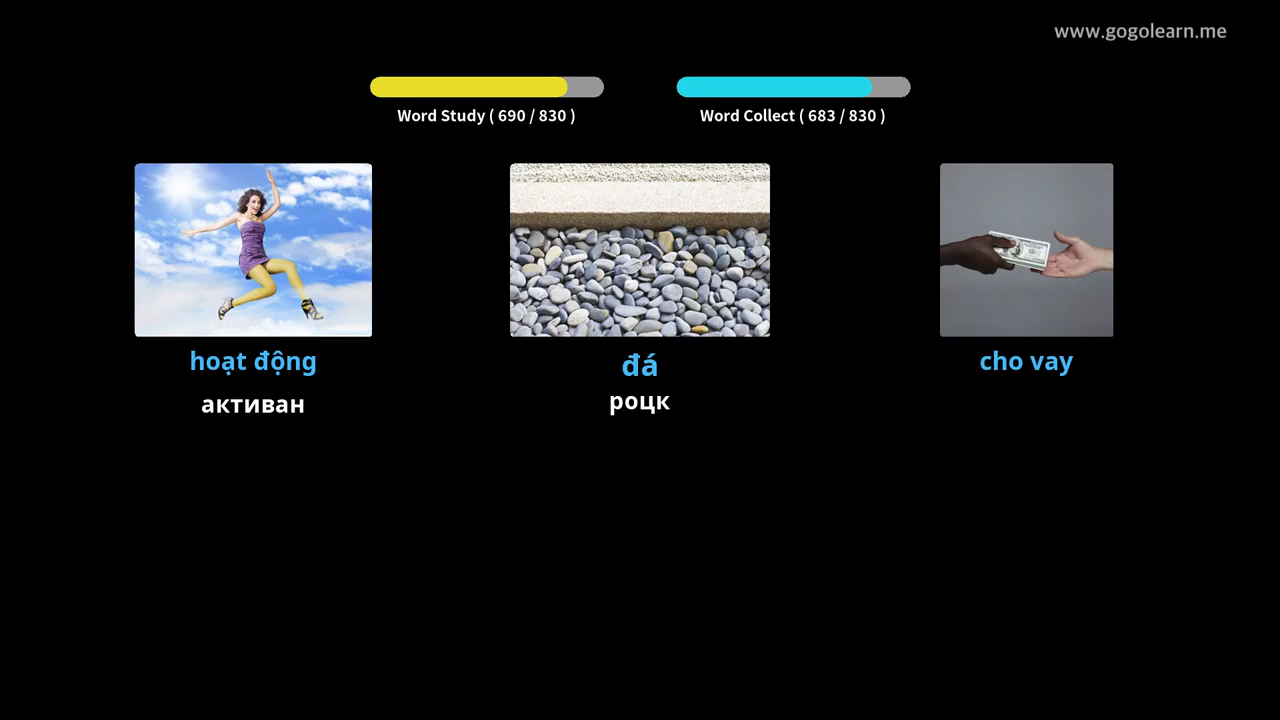 www.gogolearn.me
Word Study ( 690 / 830 )
Word Collect ( 683 / 830 )
hoạt động
активан
đá
роцк
cho vay